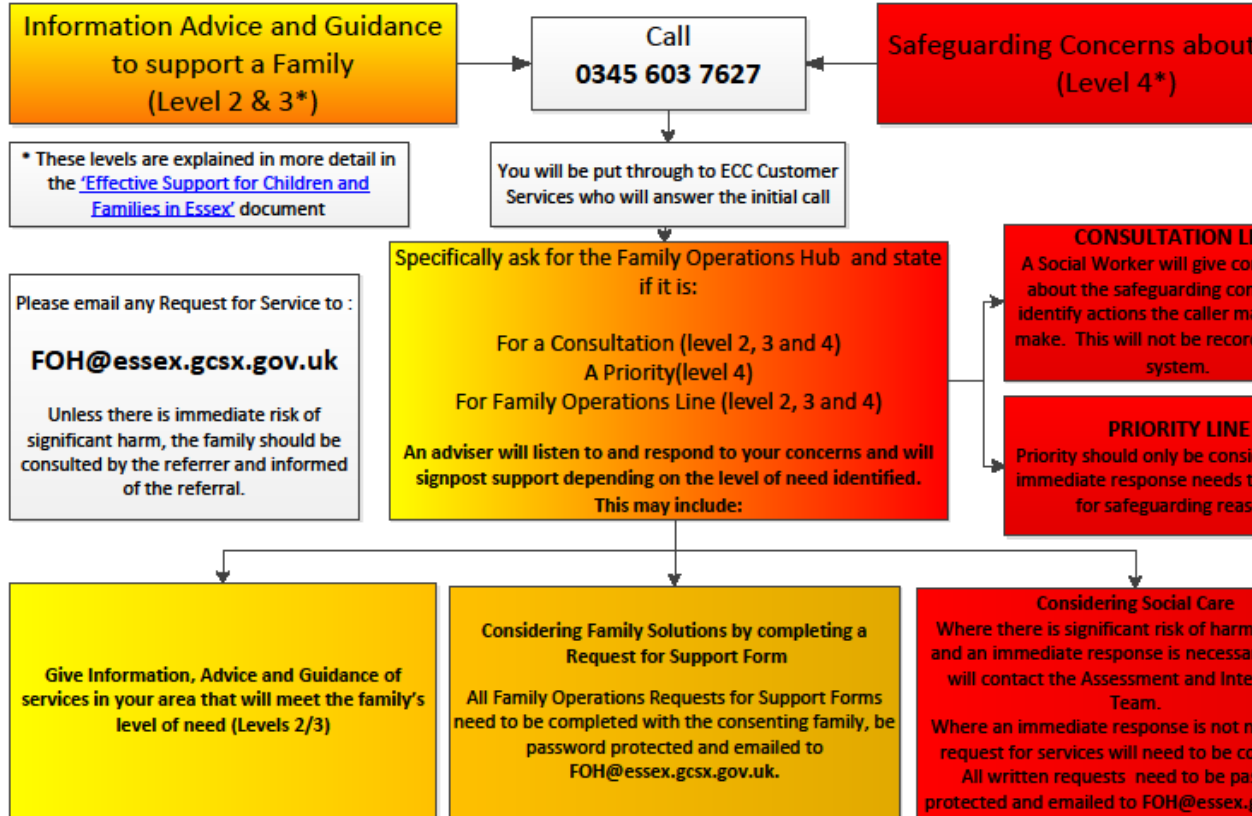 Information Advice and Guidance
to support a Family
(Level 2 & 3*)
Call
0345 603 7627
Safeguarding Concerns about
(Level 4*)
* These levels are explained in more detail in
the 'Effective Support for Children and
Families in Essex' document
You will be put through to ECC Customer
Services who will answer the initial call
Please email any Request for Service to :
FOH@essex.gcsx.gov.uk
Unless there is immediate risk of
significant harm, the family should be
consulted by the referrer and informed
of the referral.
Specifically ask for the Family Operations Hub and state
if it is:
For a Consultation (level 2, 3 and 4)
A Priority(level 4)
For Family Operations Line (level 2, 3 and 4)
An adviser will listen to and respond to your concerns and will
signpost support depending on the level of need identified.
This may include:
CONSULTATION
A Social Worker will give
about the safeguarding
identify actions the caller
make. This will not be
system.
PRIORITY LINE
Priority should only be
immediate response needs
for safeguarding
Give Information, Advice and Guidance of
services in your area that will meet the family's
level of need (Levels 2/3)
Considering Family Solutions by completing a
Request for Support Form
All Family Operations Requests for Support Forms
need to be completed with the consenting family, be
password protected and emailed to
FOH@essex.gcsx.gov.uk.
Considering Social Care
Where there is significant risk of harm
and an immediate response is
will contact the Assessment and
Team.
Where an immediate response is not
request for services will need to be
All written requests need to be
protected and emailed to